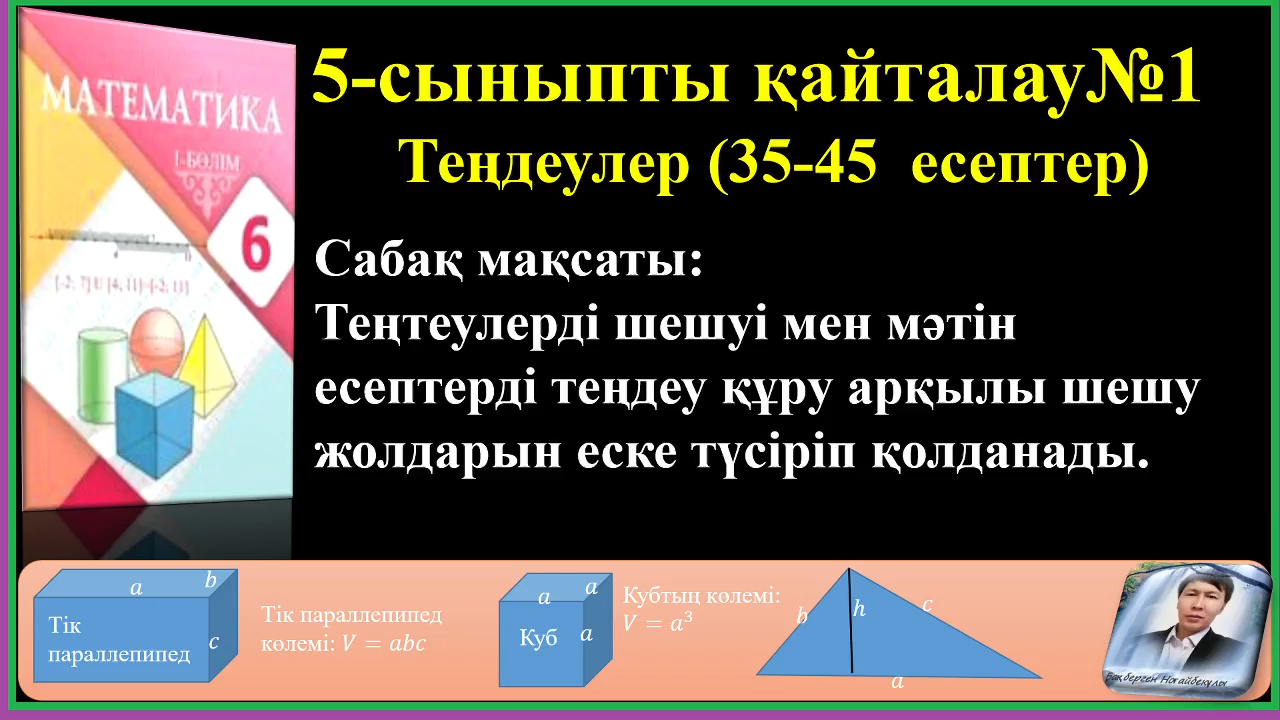 МАТЕМАТИКА
І-БӨЛІМ
6
5-сыныпты қайталау№1
Теңдеулер (35-45 есептер)
Сабақ мақсаты:
Теңтеулерді шешуі мен мәтін
есептерді теңдеу құру арқылы шешу
жолдарын еске түсіріп қолданады.
a
b
c
Тік
параллепипед
Тік параллепипед
көлемі: V = abc
a
a
a
Куб
Кубтың көлемі:
V = a³
b
h
c
a
Бақберген Ноғайбекұлы